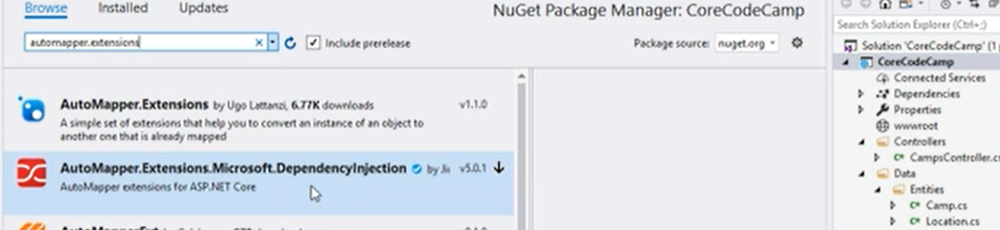 Browse Installed Updates
NuGet Package Manager: CoreCodeCamp
automapper.extensions
Include prerelease
Package source: nuget.org
AutoMapper.Extensions by Ugo Lattanzi, 6.77K downloads v1.1.0
A simple set of extensions that help you to convert an instance of an object to
another one that is already mapped
AutoMapper.Extensions.Microsoft.DependencyInjection by v5.0.1
AutoMapper extensions for ASP.NET Core
Search Solution Explorer (Ctrl+;)
Solution 'CoreCodeCamp' (1
CoreCodeCamp
Connected Services
Dependencies
Properties
wwwroot
Controllers
C# CampsController.c
Data
Entities
C# Camp.cs
C# Location.cs